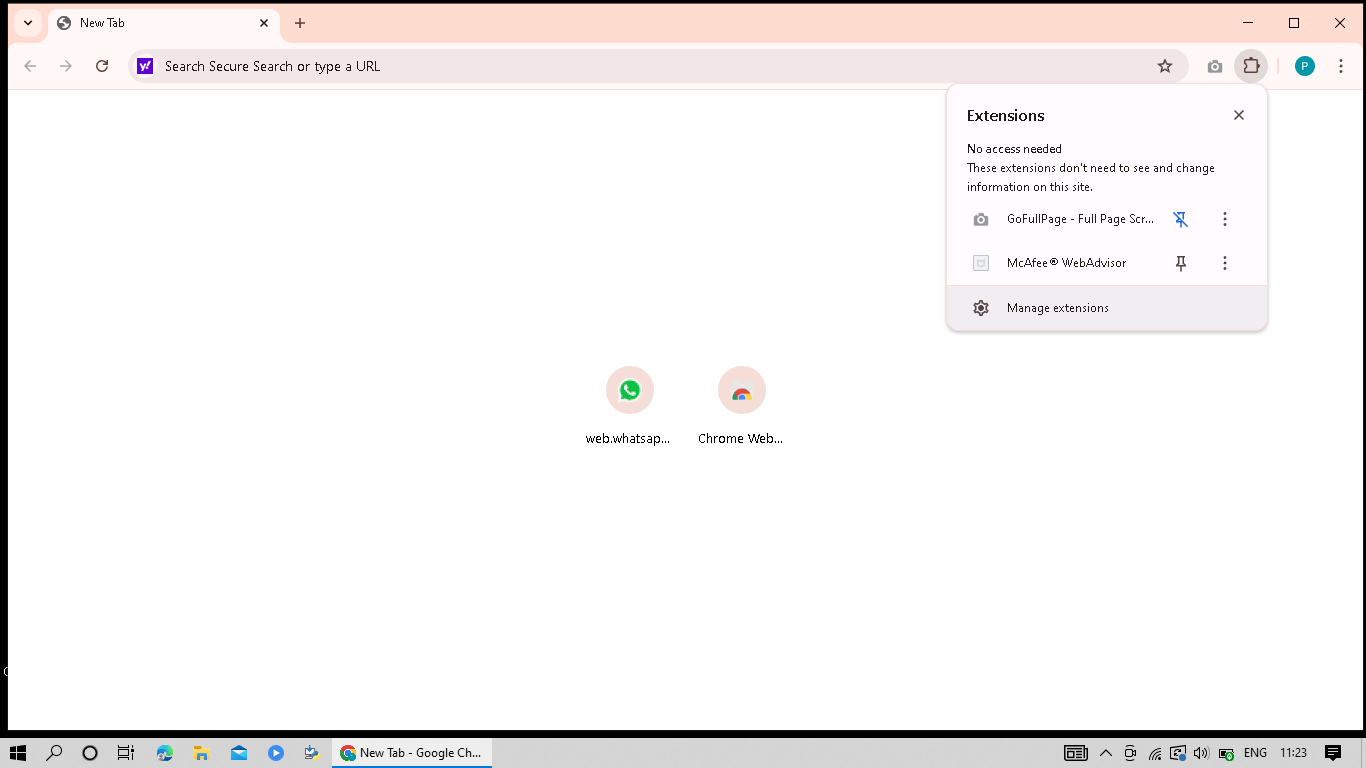 New Tab
y!
Search Secure Search or type a URL
P
Extensions
No access needed
These extensions don't need to see and change
information on this site.
GoFullPage - Full Page Scr...
McAfee® WebAdvisor
Manage extensions
web.whatsap...
Chrome Web...
New Tab - Google Ch...
ENG
11:23